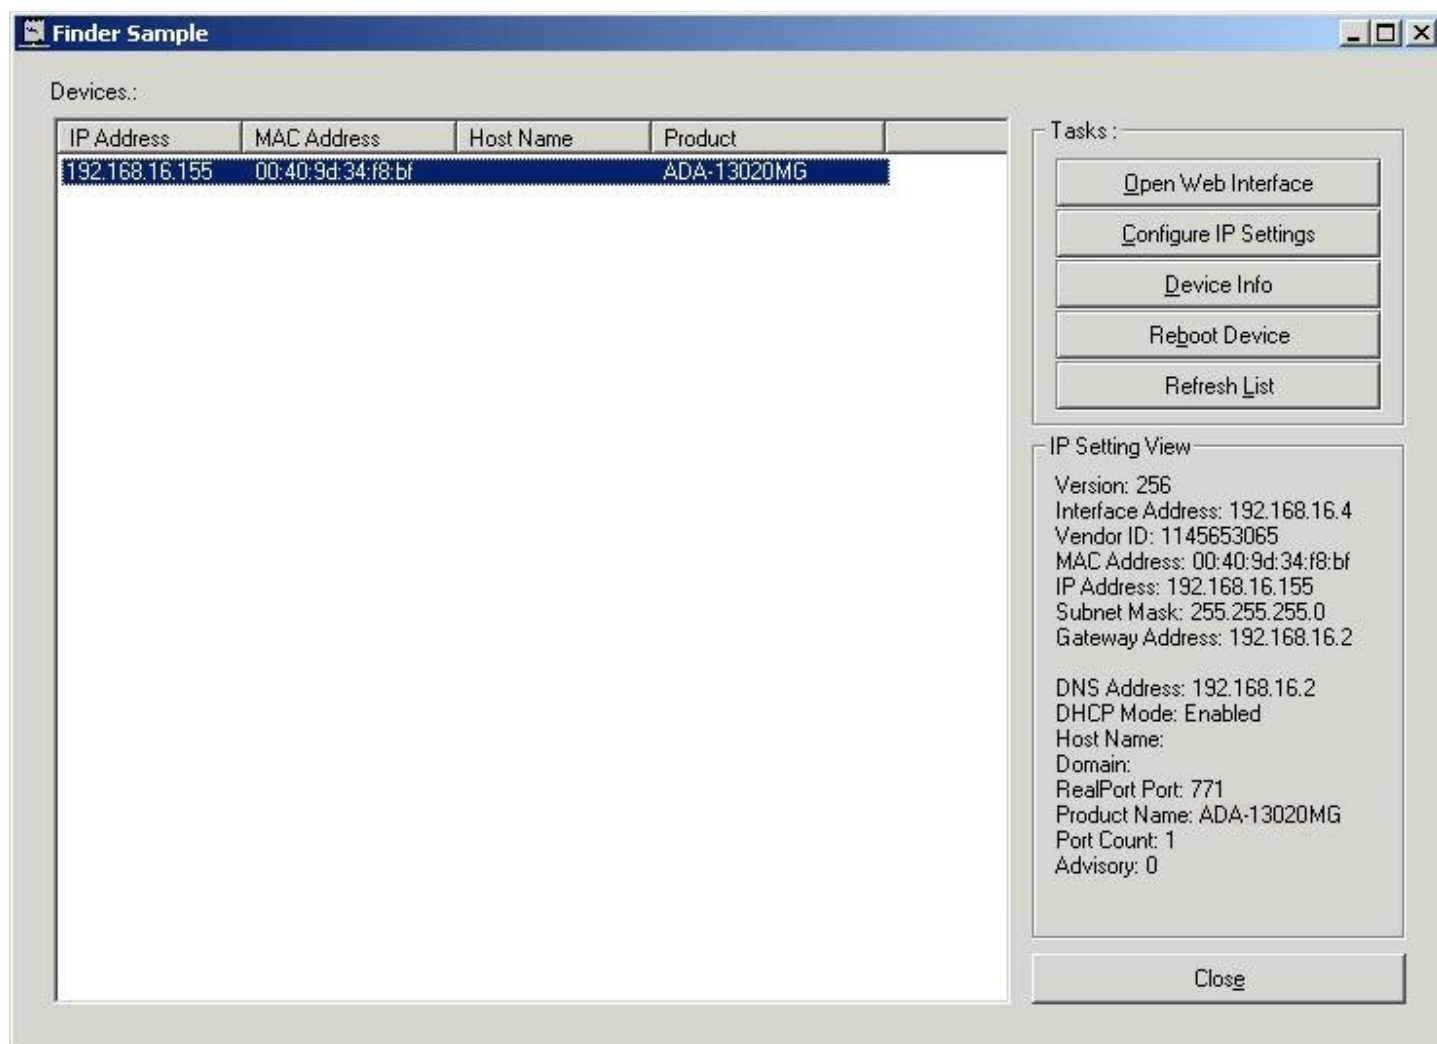 Finder Sample
Devices.:
IP Address MAC Address Host Name Product
192.168.16.155 00:40:9d:34:f8:bf ADA-13020MG
Tasks :
Open Web Interface
Configure IP Settings
Device Info
Reboot Device
Refresh List
IP Setting View
Version: 256
Interface Address: 192.168.16.4
Vendor ID: 1145653065
MAC Address: 00:40:9d:34:f8:bf
IP Address: 192.168.16.155
Subnet Mask: 255.255.255.0
Gateway Address: 192.168.16.2
DNS Address: 192.168.16.2
DHCP Mode: Enabled
Host Name:
Domain:
RealPort Port: 771
Product Name: ADA-13020MG
Port Count: 1
Advisory: 0
Close